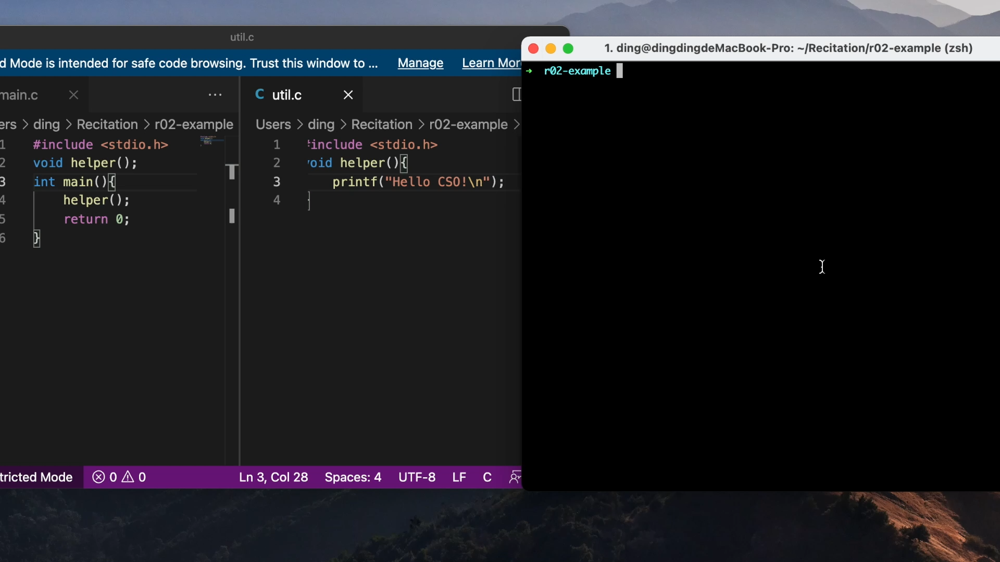 util.c
d Mode is intended for safe code browsing. Trust this window to ... Manage Learn Mor
main.c
ers > ding > Recitation > r02-example
1 #include <stdio.h>
2 void helper();
3 int main(){
4 helper();
5 return 0;
6 }
C util.c
Users > ding > Recitation > r02-example >
1 #include <stdio.h>
2 void helper(){
3 printf("Hello CSO!\n");
4 }
tricted Mode 0 0 Ln 3, Col 28 Spaces: 4 UTF-8 LF C
1. ding@dingdingdeMacBook-Pro: ~/Recitation/r02-example (zsh)
→ r02-example